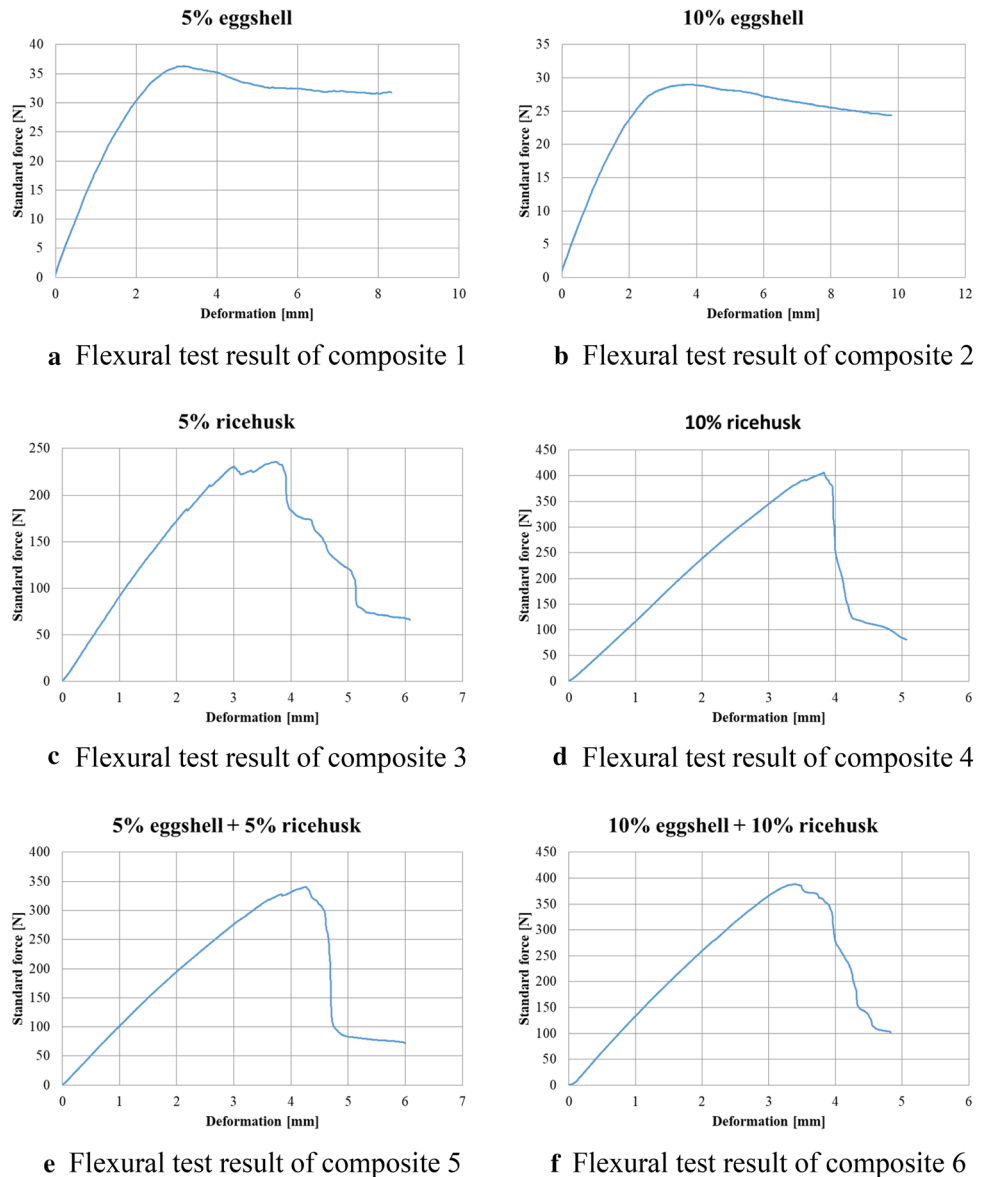 5% eggshell
Standard force [N]
40
35
30
25
20
15
10
5
0
0 2 4 6 8 10
Deformation [mm]
a Flexural test result of composite 1
10% eggshell
Standard force [N]
35
30
25
20
15
10
5
0
0 2 4 6 8 10 12
Deformation [mm]
b Flexural test result of composite 2
5% ricehusk
Standard force [N]
250
200
150
100
50
0
0 1 2 3 4 5 6 7
Deformation [mm]
c Flexural test result of composite 3
10% ricehusk
Standard force [N]
450
400
350
300
250
200
150
100
50
0
0 1 2 3 4 5 6
Deformation [mm]
d Flexural test result of composite 4
5% eggshell + 5% ricehusk
Standard force [N]
400
350
300
250
200
150
100
50
0
0 1 2 3 4 5 6 7
Deformation [mm]
e Flexural test result of composite 5
10% eggshell + 10% ricehusk
Standard force [N]
450
400
350
300
250
200
150
100
50
0
0 1 2 3 4 5 6
Deformation [mm]
f Flexural test result of composite 6